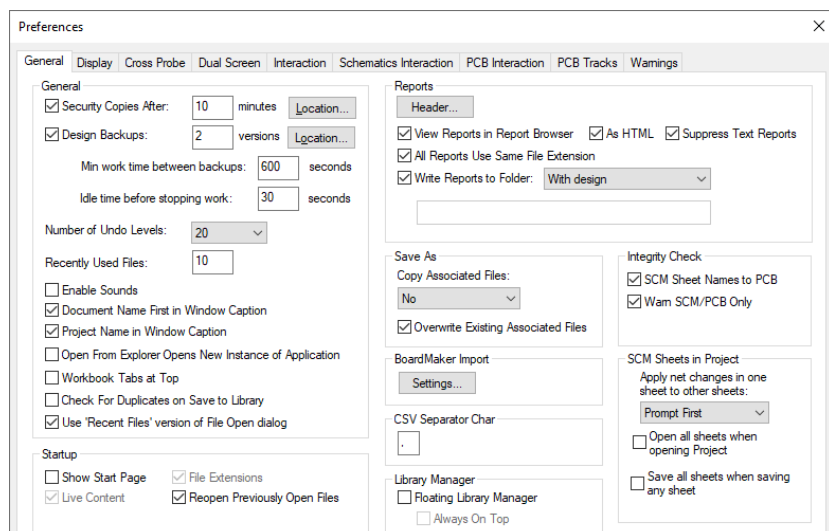 Preferences
General Display Cross Probe Dual Screen Interaction Schematics Interaction PCB Interaction PCB Tracks Warnings
General
Security Copies After: 10 minutes Location...
Design Backups: 2 versions Location...
Min work time between backups: 600 seconds
Idle time before stopping work: 30 seconds
Number of Undo Levels: 20
Recently Used Files: 10
Enable Sounds
Document Name First in Window Caption
Project Name in Window Caption
Open From Explorer Opens New Instance of Application
Workbook Tabs at Top
Check For Duplicates on Save to Library
Use 'Recent Files' version of File Open dialog
Startup
Show Start Page File Extensions
Live Content Reopen Previously Open Files
Reports
Header...
View Reports in Report Browser As HTML Suppress Text Reports
All Reports Use Same File Extension
Write Reports to Folder: With design
Save As
Copy Associated Files:
No
Overwrite Existing Associated Files
BoardMaker Import
Settings...
CSV Separator Char
Library Manager
Floating Library Manager
Always On Top
Integrity Check
SCM Sheet Names to PCB
Warn SCM/PCB Only
SCM Sheets in Project
Apply net changes in one
sheet to other sheets:
Prompt First
Open all sheets when
opening Project
Save all sheets when saving
any sheet